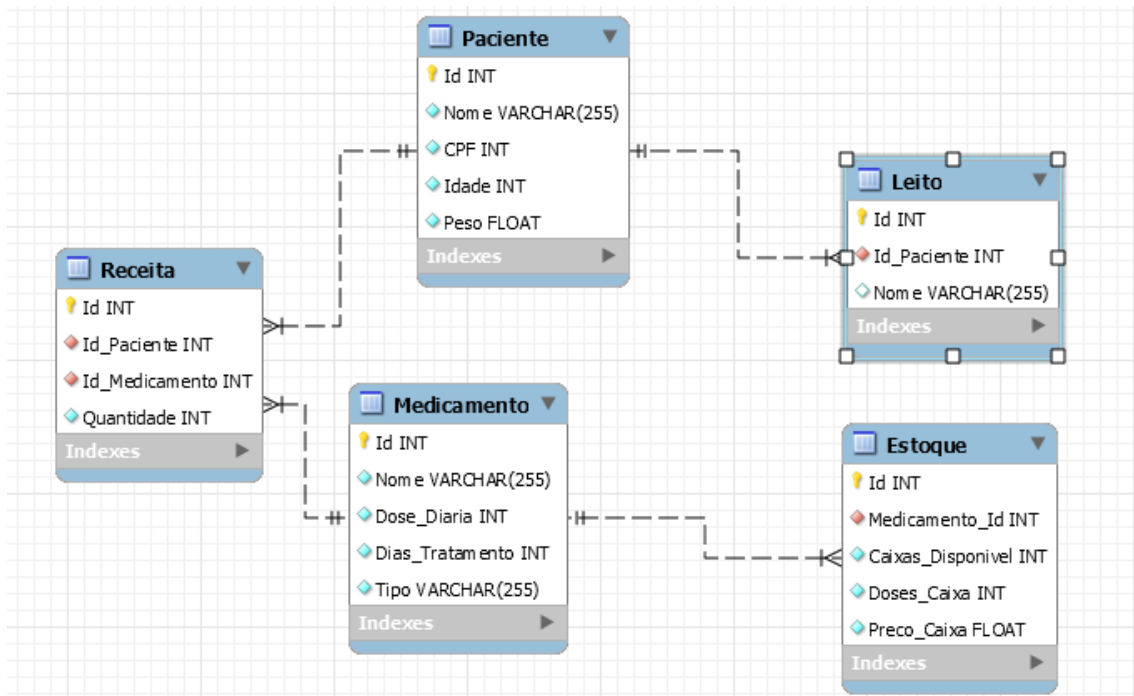 Paciente
Id INT
Nome VARCHAR(255)
CPF INT
Idade INT
Peso FLOAT
Indexes
Leito
Id INT
Id_Paciente INT
Nome VARCHAR(255)
Indexes
Receita
Id INT
Id_Paciente INT
Id_Medicamento INT
Quantidade INT
Indexes
Medicamento
Id INT
Nome VARCHAR(255)
Dose_Diaria INT
Dias_Tratamento INT
Tipo VARCHAR(255)
Indexes
Estoque
Id INT
Medicamento_Id INT
Caixas_Disponivel INT
Doses_Caixa INT
Preco_Caixa FLOAT
Indexes